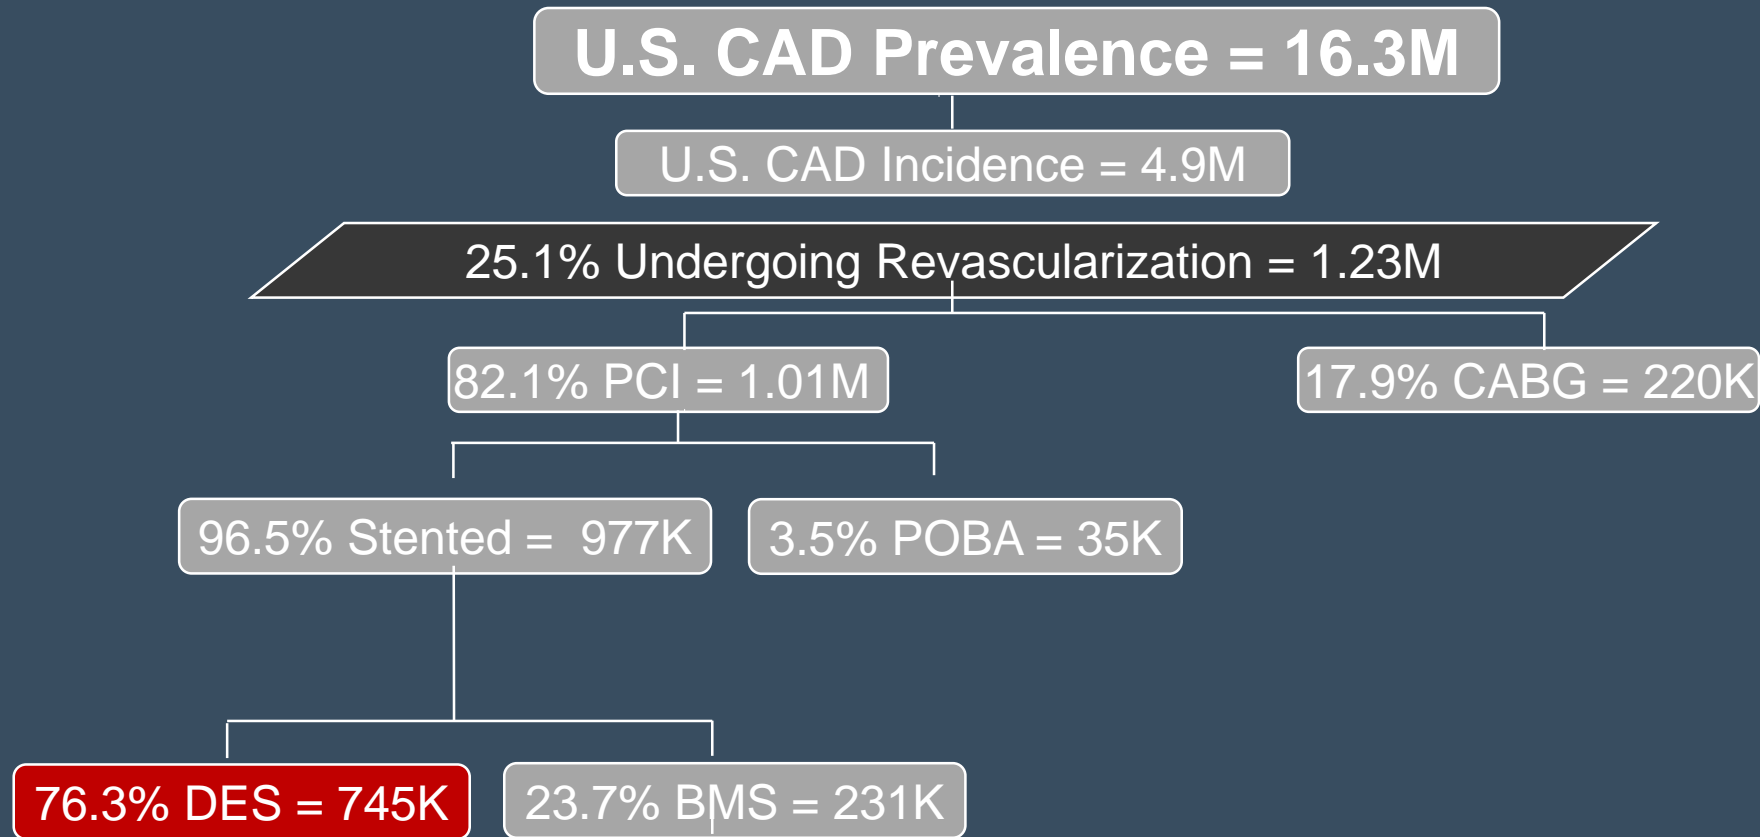 U.S. CAD Prevalence = 16.3M
U.S. CAD Incidence = 4.9M
25.1% Undergoing Revascularization = 1.23M
82.1% PCI = 1.01M
17.9% CABG = 220K
96.5% Stented =  977K
3.5% POBA = 35K
76.3% DES = 745K
23.7% BMS = 231K